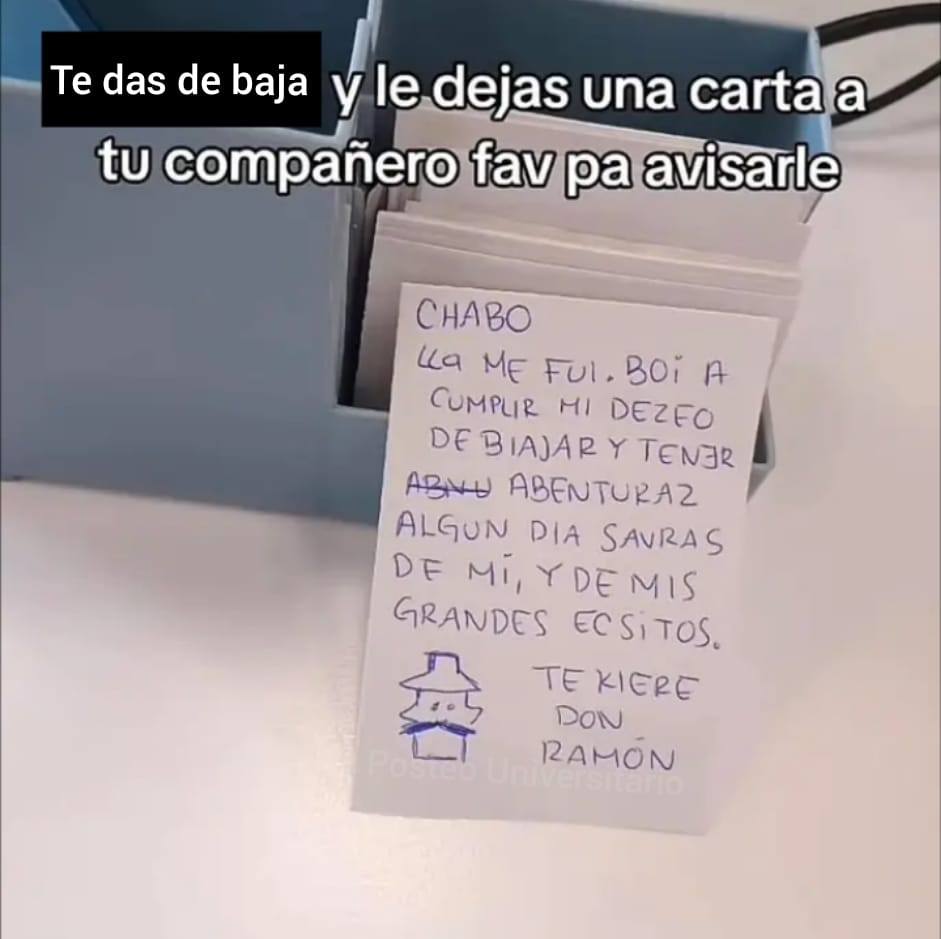 Te das de baja y le dejas una carta a
tu compañero fav pa avisarle
CHABO
LLa ME FUI. BOi A
CUMPLIR MI DEZEO
DE BIAJAR Y TENER
ABNU ABENTURAZ
ALGUN DIA SAVRAS
DE Mi, Y DE MIS
GRANDES ECSiTOS.
TE KIERE
DON
RAMÓN
Posteo Universitario